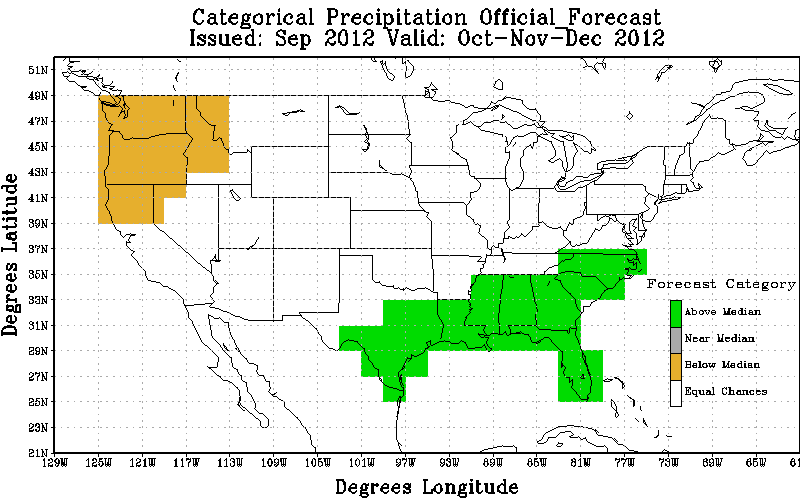 Categorical Precipitation Official_Forecast
Issued: Sep 2012 Valid: Oct-Nov-Dec 2012
51N
49N
47N
45N
43N
41N
39N
37N
35N
33N
31N
29N
27N
25N
23N
21N
Degrees Latitude
Forecast Category
Above Median
Near Median
Below Median
Equal Chances
129W 125W 121W 117W 113W 109W 105W 101W 97W 93W 89W 85W 81W 77W 73W 69W 65W
Degrees Longitude